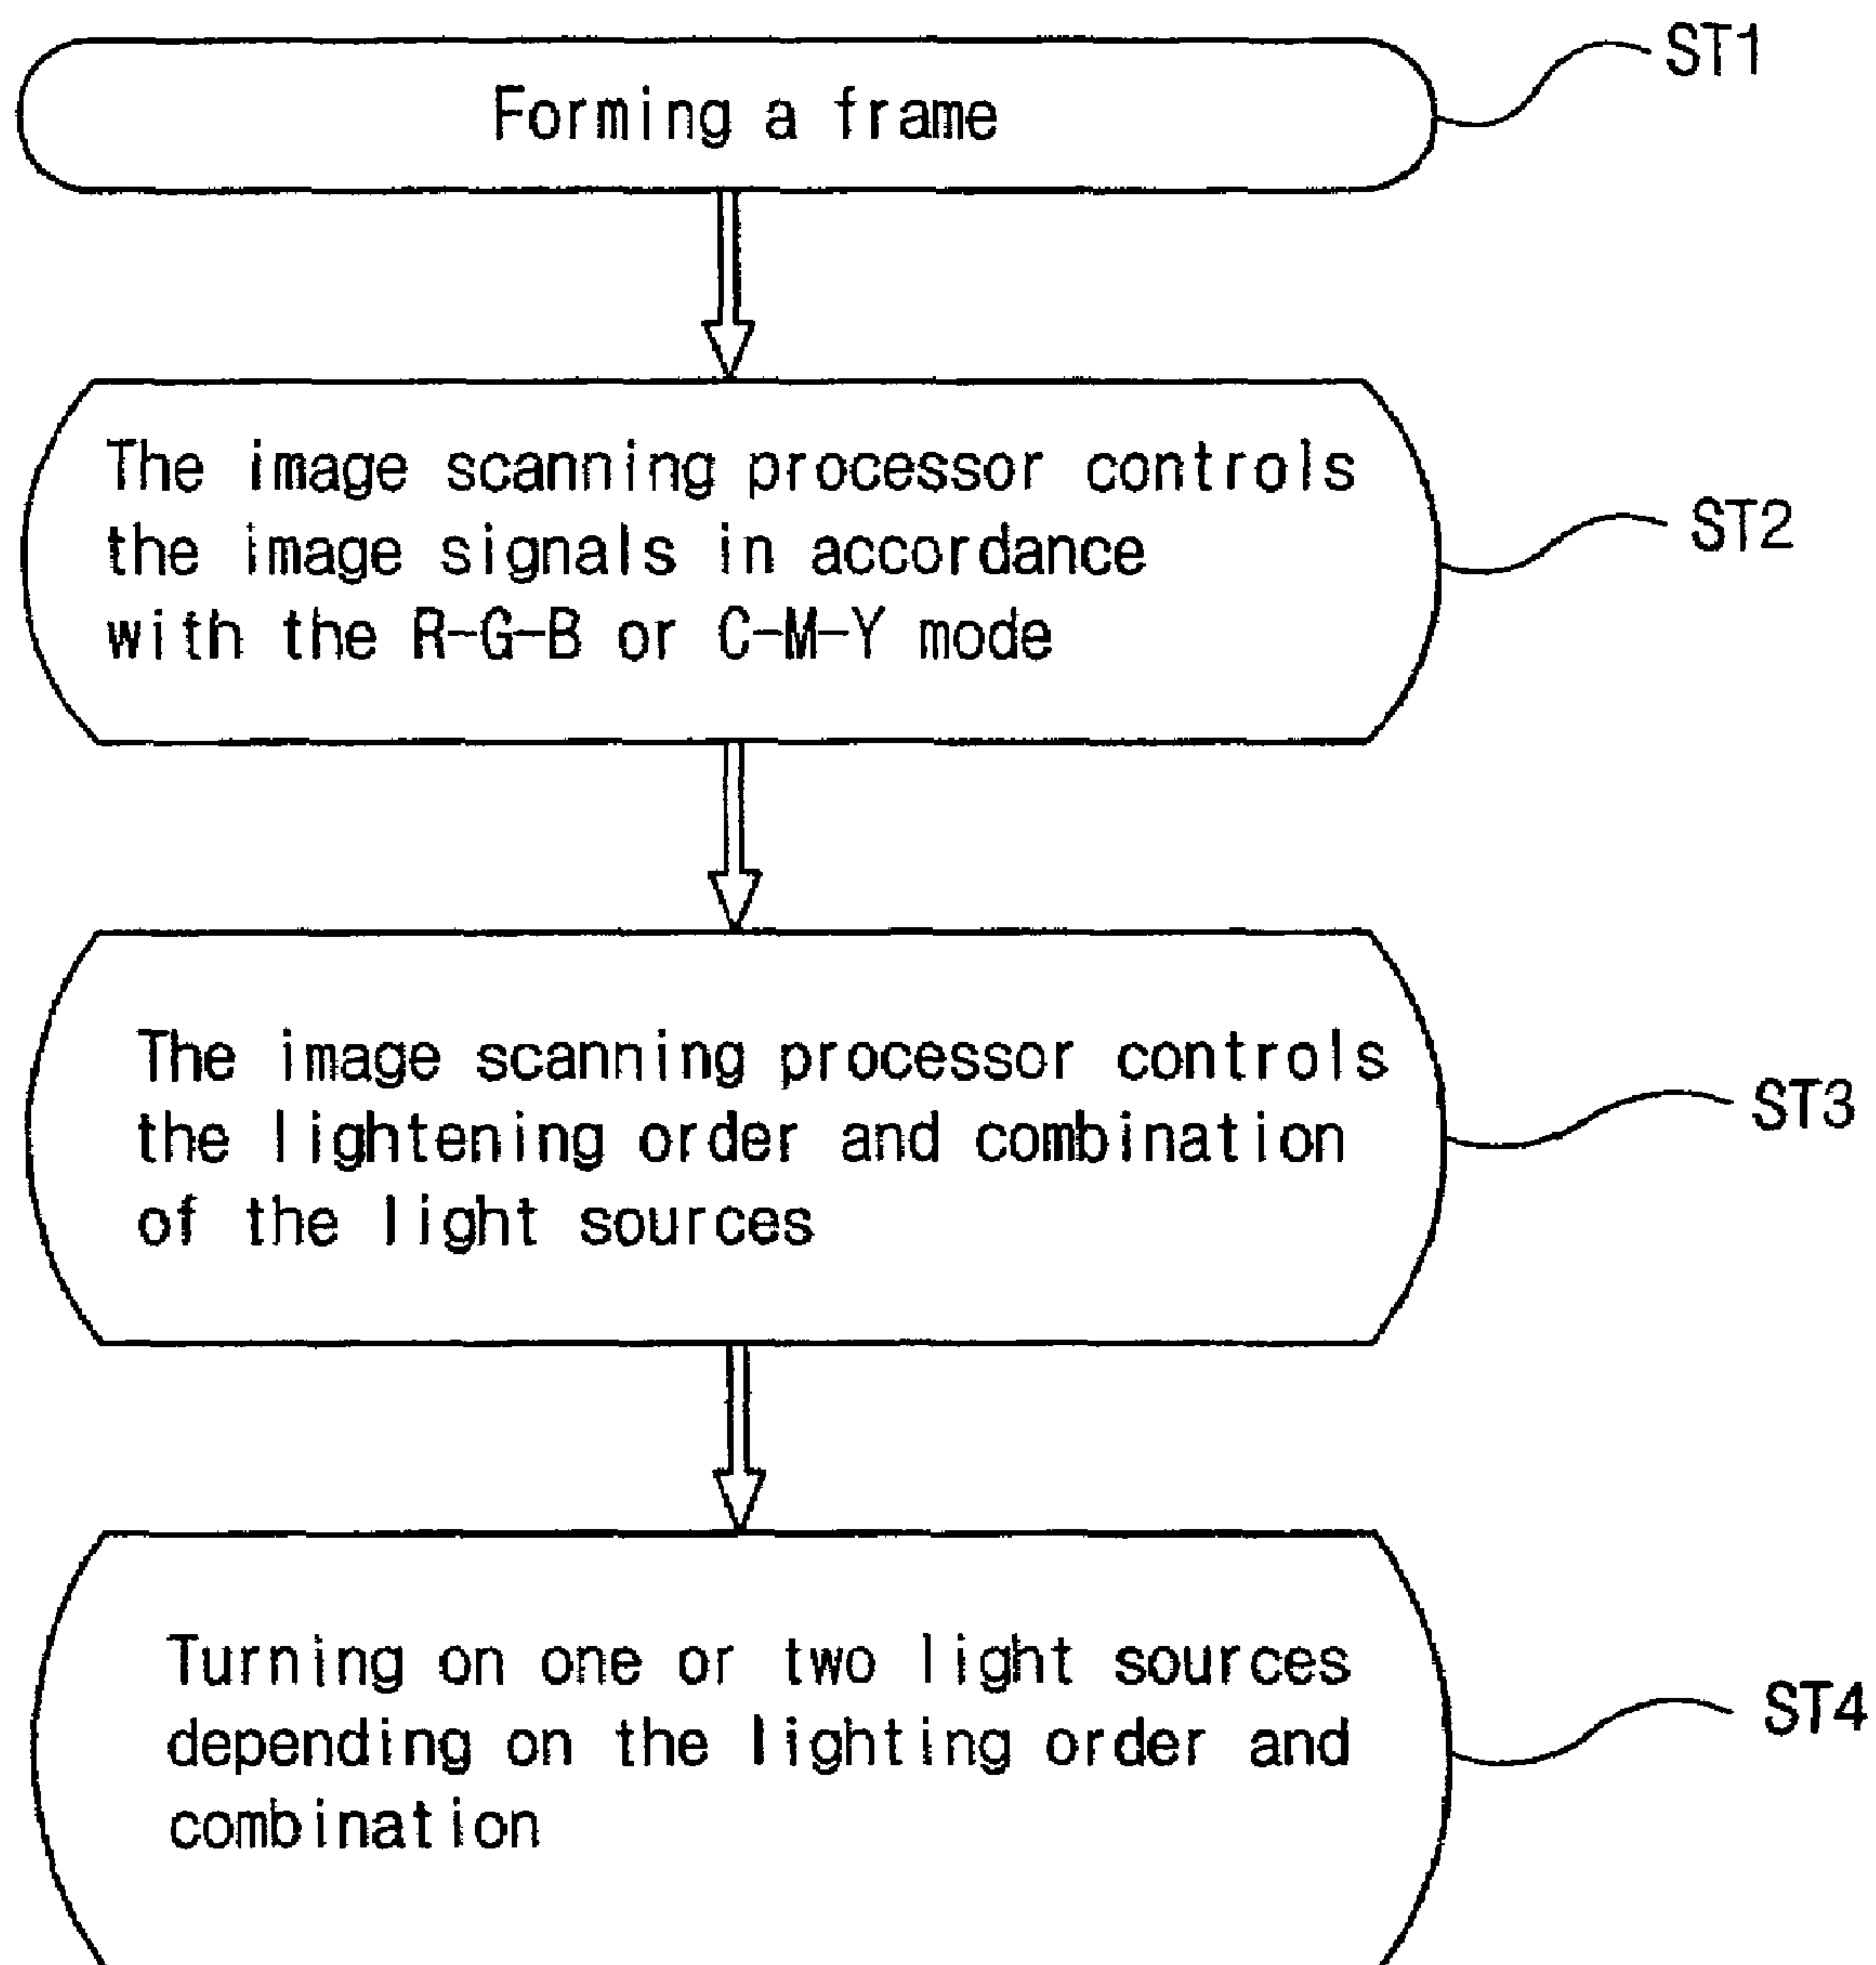 Forming a frame
ST1
The image scanning processor controls
the image signals in accordance
with the R-G-B or C-M-Y mode
ST2
The image scanning processor controls
the lightening order and combination
of the light sources
ST3
Turning on one or two light sources
depending on the lighting order and
combination
ST4